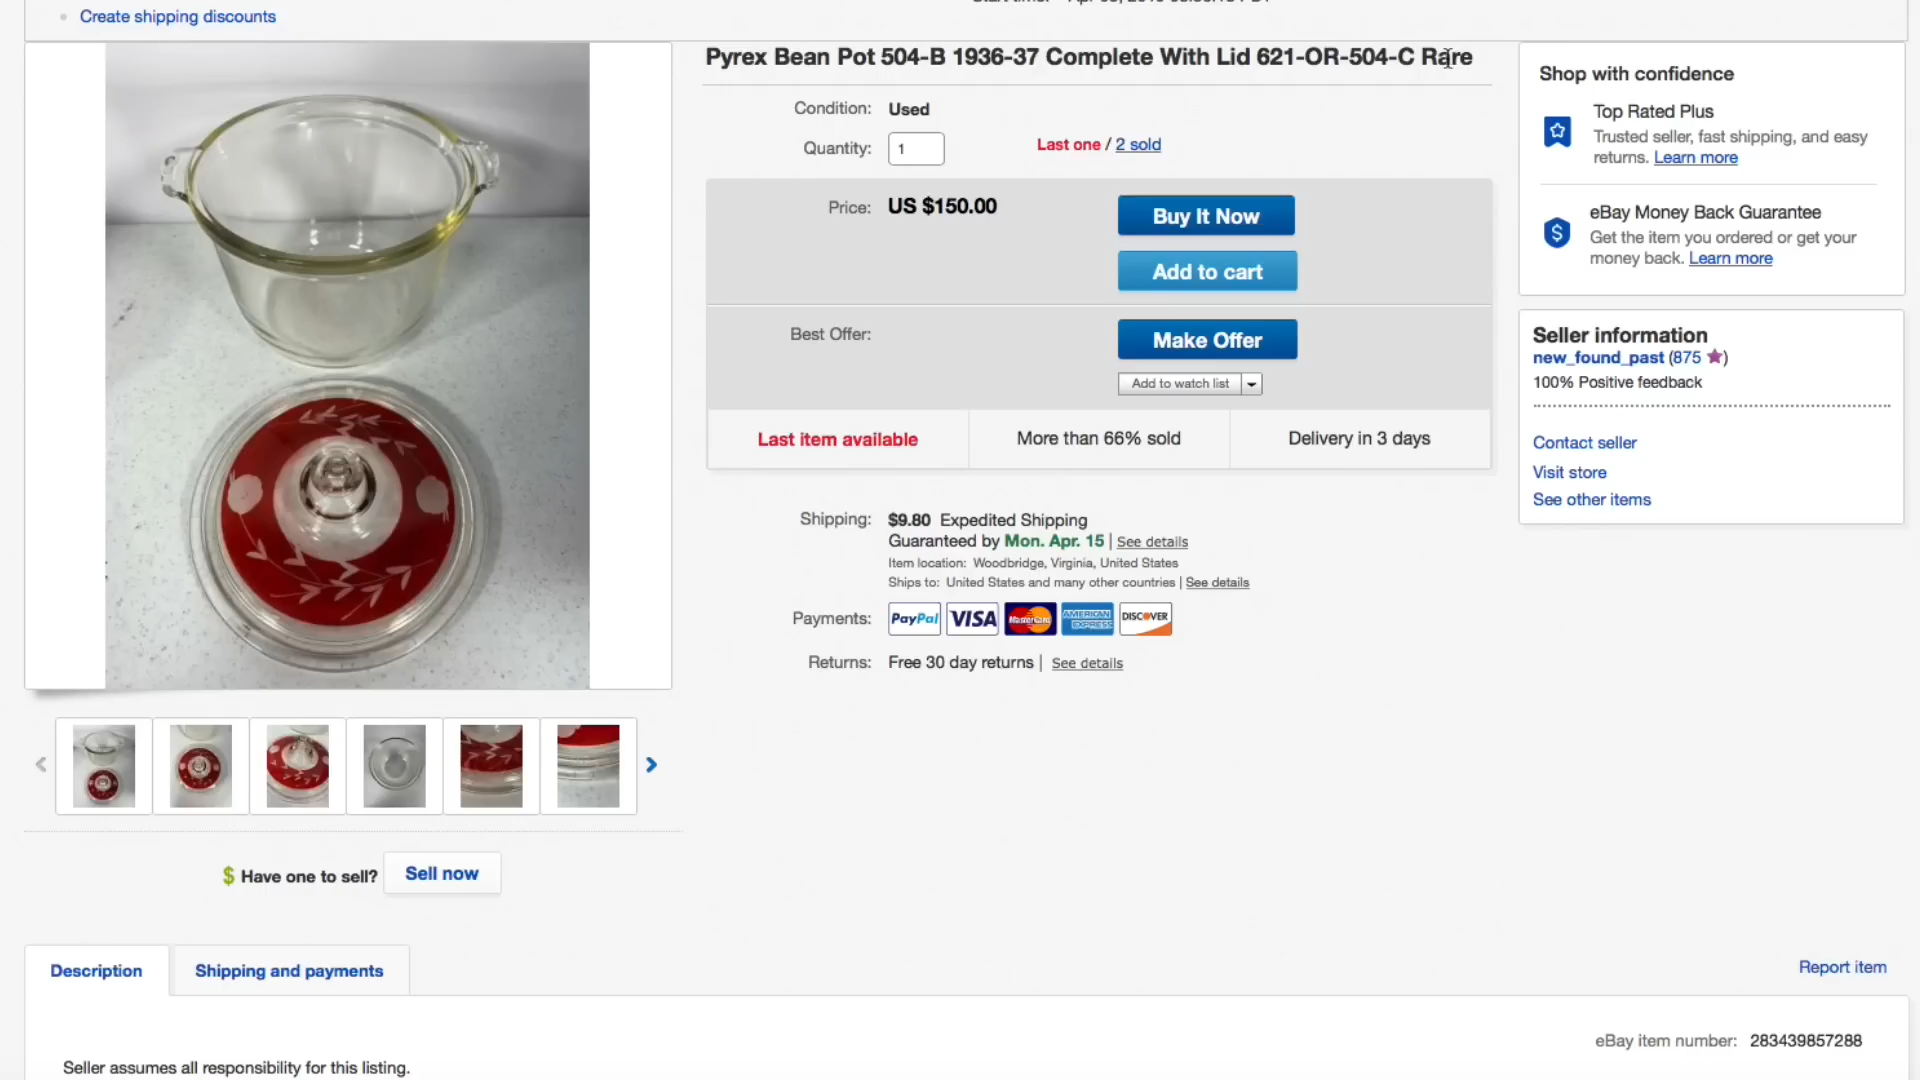 Create shipping discounts
Pyrex Bean Pot 504-B 1936-37 Complete With Lid 621-OR-504-C Rare
Condition: Used
Quantity: 1
Last one / 2 sold
Price: US $150.00
Buy It Now
Add to cart
Best Offer:
Make Offer
Add to watch list
Last item available
More than 66% sold
Delivery in 3 days
Shipping: $9.80 Expedited Shipping
Guaranteed by Mon. Apr. 15 | See details
Item location: Woodbridge, Virginia, United States
Ships to: United States and many other countries | See details
Payments: PayPal VISA MasterCard AMERICAN EXPRESS DISCOVER
Returns: Free 30 day returns | See details
Shop with confidence
Top Rated Plus
Trusted seller, fast shipping, and easy
returns. Learn more
eBay Money Back Guarantee
Get the item you ordered or get your
money back. Learn more
Seller information
new_found_past (875)
100% Positive feedback
Contact seller
Visit store
See other items
$ Have one to sell? Sell now
Description
Shipping and payments
Report item
eBay item number: 283439857288
Seller assumes all responsibility for this listing.